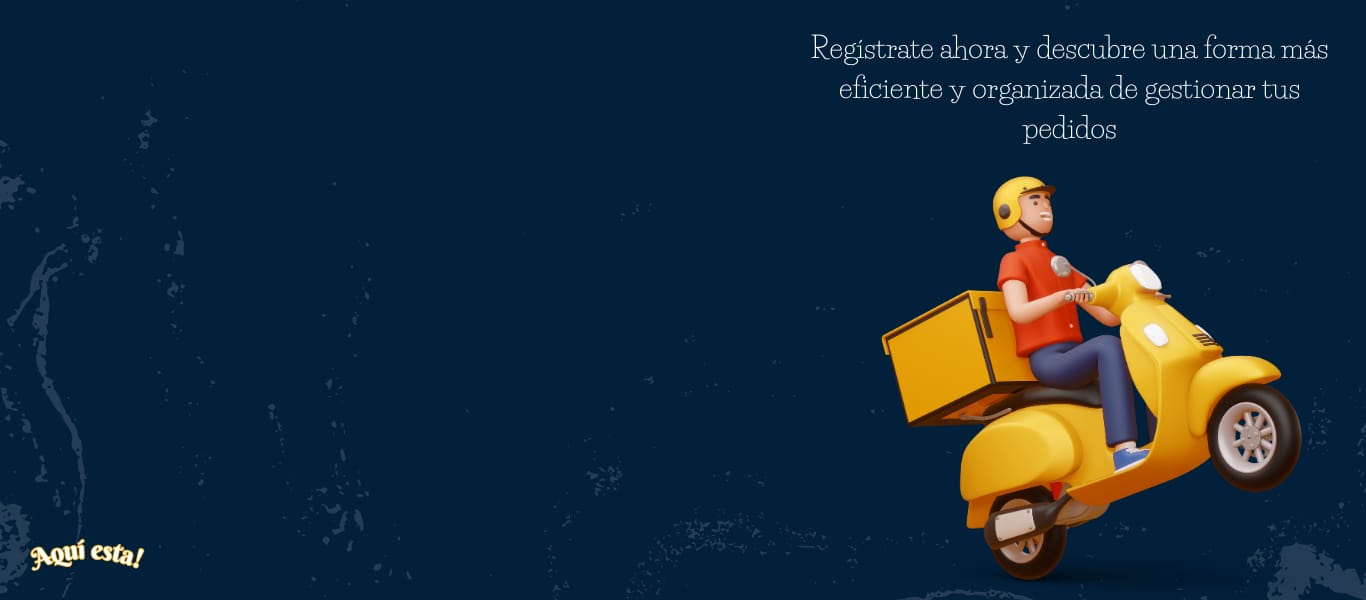 Regístrate ahora y descubre una forma más
eficiente y organizada de gestionar tus
pedidos
Aquí esta!